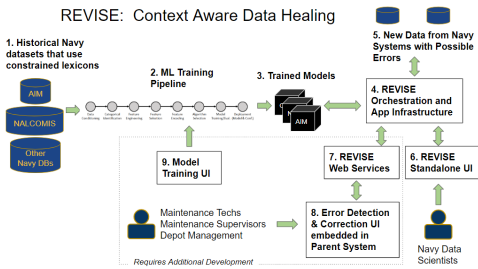 REVISE: Context Aware Data Healing
1. Historical Navy
datasets that use
constrained lexicons
AIM
NALCOMIS
Other
Navy DBs
2. ML Training
Pipeline
3. Trained Models
AIM
5. New Data from Navy
Systems with Possible
Errors
4. REVISE
Orchestration and
App Infrastructure
9. Model
Training UI
7. REVISE
Web Services
6. REVISE
Standalone UI
Maintenance Techs
Maintenance Supervisors
Depot Management
8. Error Detection
& Correction UI
embedded in
Parent System
Navy Data
Scientists
Requires Additional Development